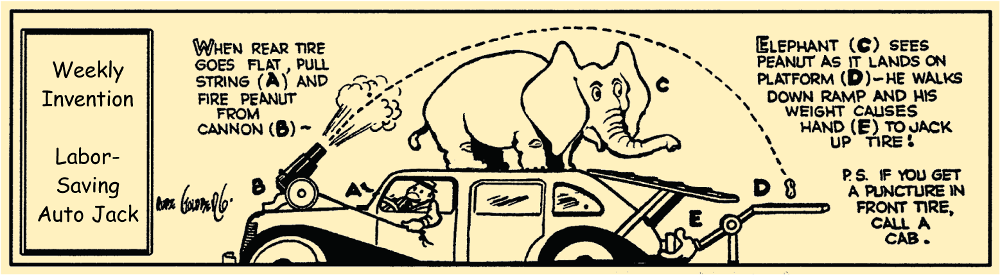 Weekly
Invention
Labor-
Saving
Auto Jack
RUBE GOLDBERG.
WHEN REAR TIRE
GOES FLAT, PULL
STRING (A) AND
FIRE PEANUT
FROM
CANNON (B)~
B
A
C
D
E
ELEPHANT (C) SEES
PEANUT AS IT LANDS ON
PLATFORM (D)~HE WALKS
DOWN RAMP AND HIS
WEIGHT CAUSES
HAND (E) TO JACK
UP TIRE!
P.S. IF YOU GET
A PUNCTURE IN
FRONT TIRE,
CALL A
CAB.